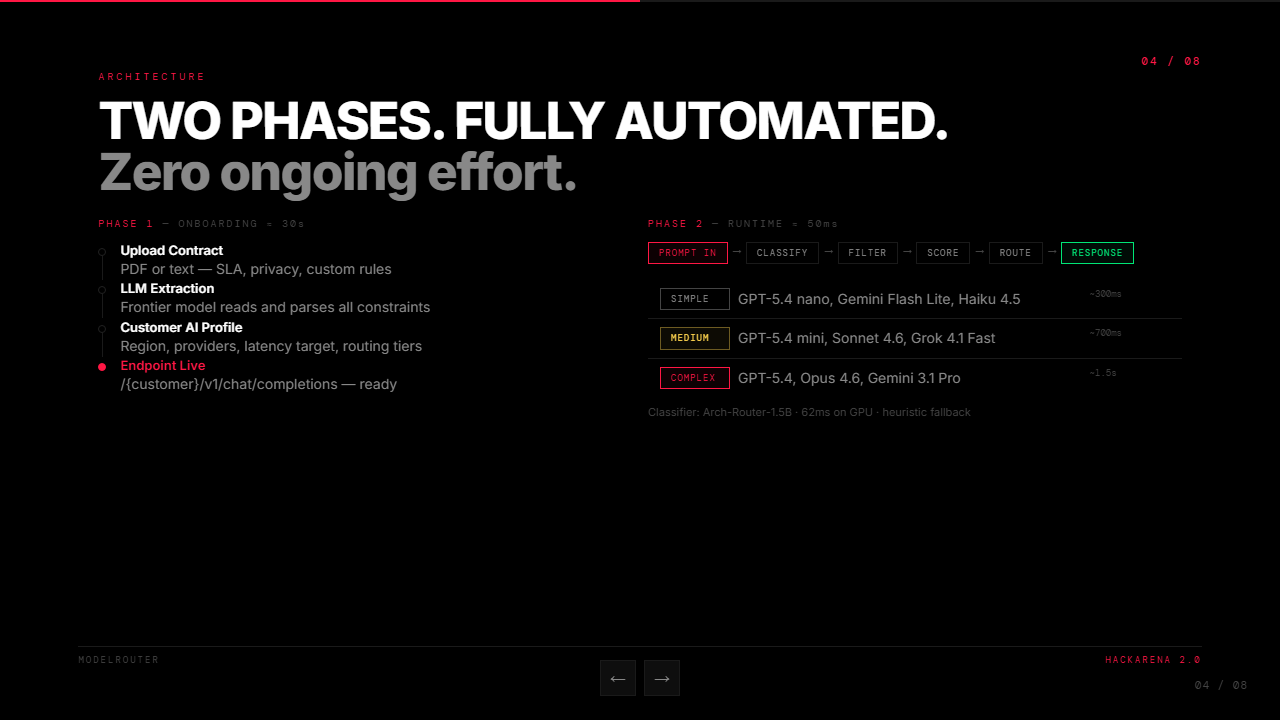 04 / 08
ARCHITECTURE
TWO PHASES. FULLY AUTOMATED.
Zero ongoing effort.
PHASE 1 — ONBOARDING ≈ 30s
Upload Contract
PDF or text — SLA, privacy, custom rules
LLM Extraction
Frontier model reads and parses all constraints
Customer AI Profile
Region, providers, latency target, routing tiers
Endpoint Live
/{customer}/v1/chat/completions — ready
PHASE 2 — RUNTIME ≈ 50ms
PROMPT IN → CLASSIFY → FILTER → SCORE → ROUTE → RESPONSE
SIMPLE GPT-5.4 nano, Gemini Flash Lite, Haiku 4.5 ~300ms
MEDIUM GPT-5.4 mini, Sonnet 4.6, Grok 4.1 Fast ~700ms
COMPLEX GPT-5.4, Opus 4.6, Gemini 3.1 Pro ~1.5s
Classifier: Arch-Router-1.5B · 62ms on GPU · heuristic fallback
MODELROUTER
← →
HACKARENA 2.0
04 / 08